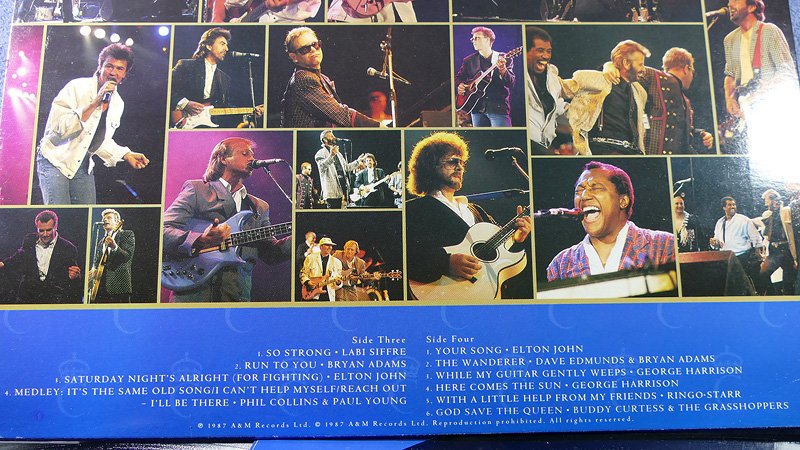 Side Three
1. SO STRONG • LABI SIFFRE
2. RUN TO YOU • BRYAN ADAMS
3. SATURDAY NIGHT'S ALRIGHT (FOR FIGHTING) • ELTON JOHN
4. MEDLEY: IT'S THE SAME OLD SONG/I CAN'T HELP MYSELF/REACH OUT
– I'LL BE THERE • PHIL COLLINS & PAUL YOUNG
Side Four
1. YOUR SONG • ELTON JOHN
2. THE WANDERER • DAVE EDMUNDS & BRYAN ADAMS
3. WHILE MY GUITAR GENTLY WEEPS • GEORGE HARRISON
4. HERE COMES THE SUN • GEORGE HARRISON
5. WITH A LITTLE HELP FROM MY FRIENDS • RINGO-STARR
6. GOD SAVE THE QUEEN • BUDDY CURTESS & THE GRASSHOPPERS
℗ 1987 A&M Records Ltd. © 1987 A&M Records Ltd. Reproduction prohibited. All rights reserved.